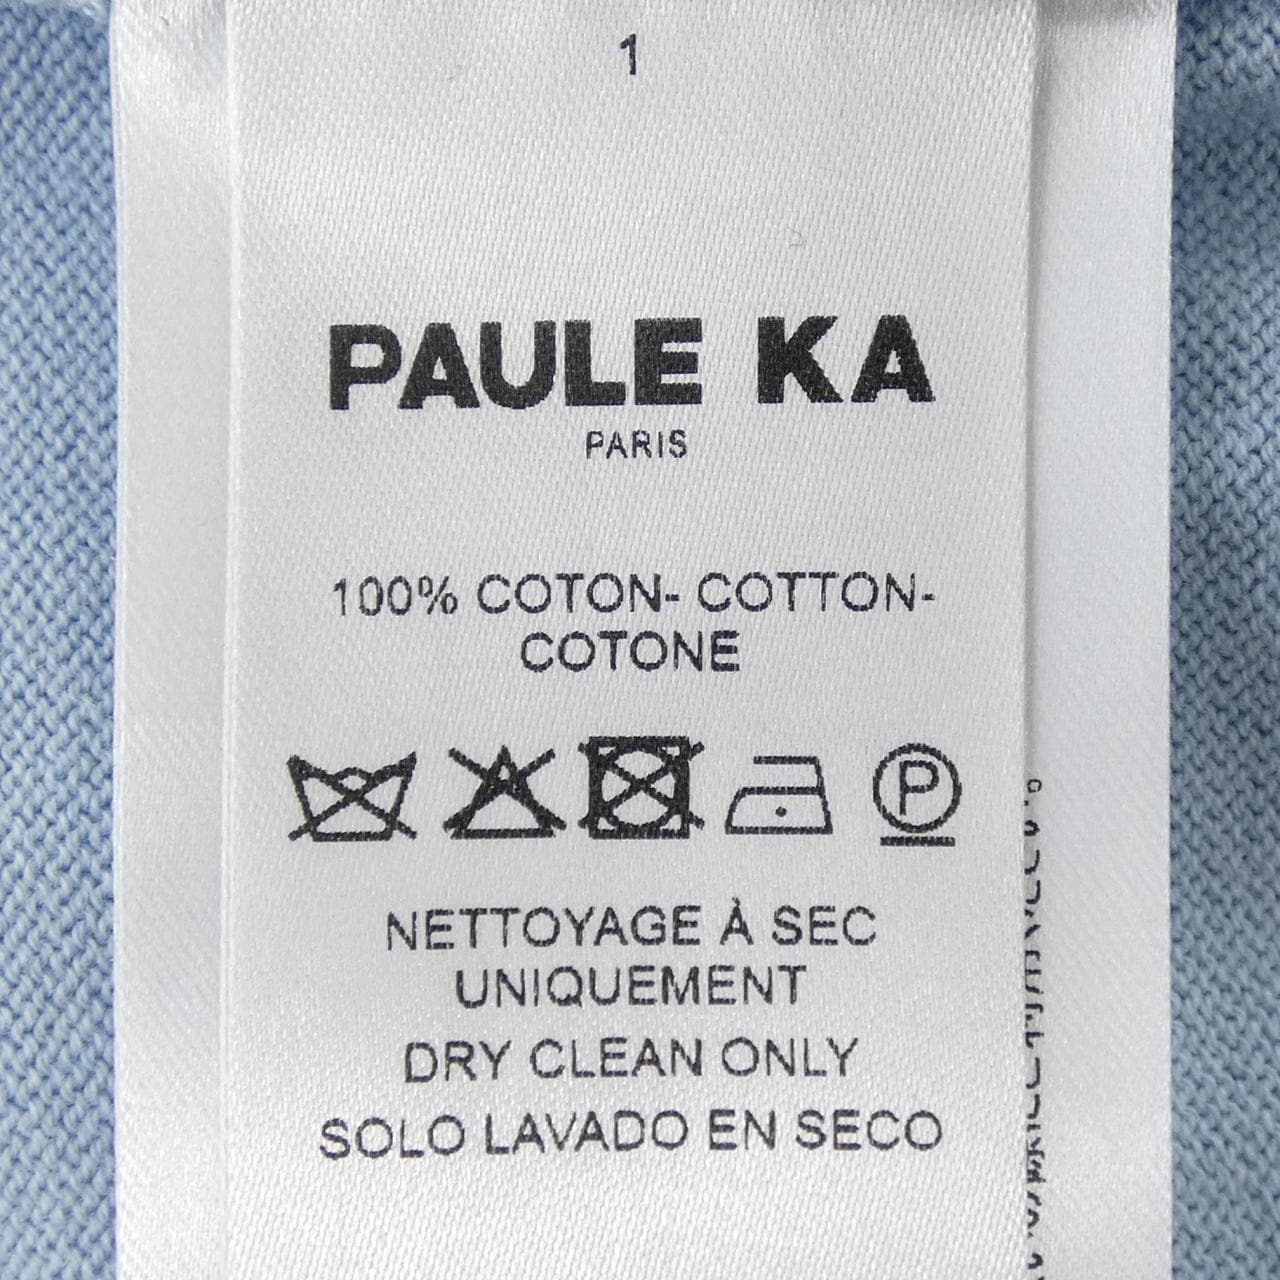 1
PAULE KA
PARIS
100% COTON- COTTON-
COTONE
P
NETTOYAGE À SEC
UNIQUEMENT
DRY CLEAN ONLY
SOLO LAVADO EN SECO